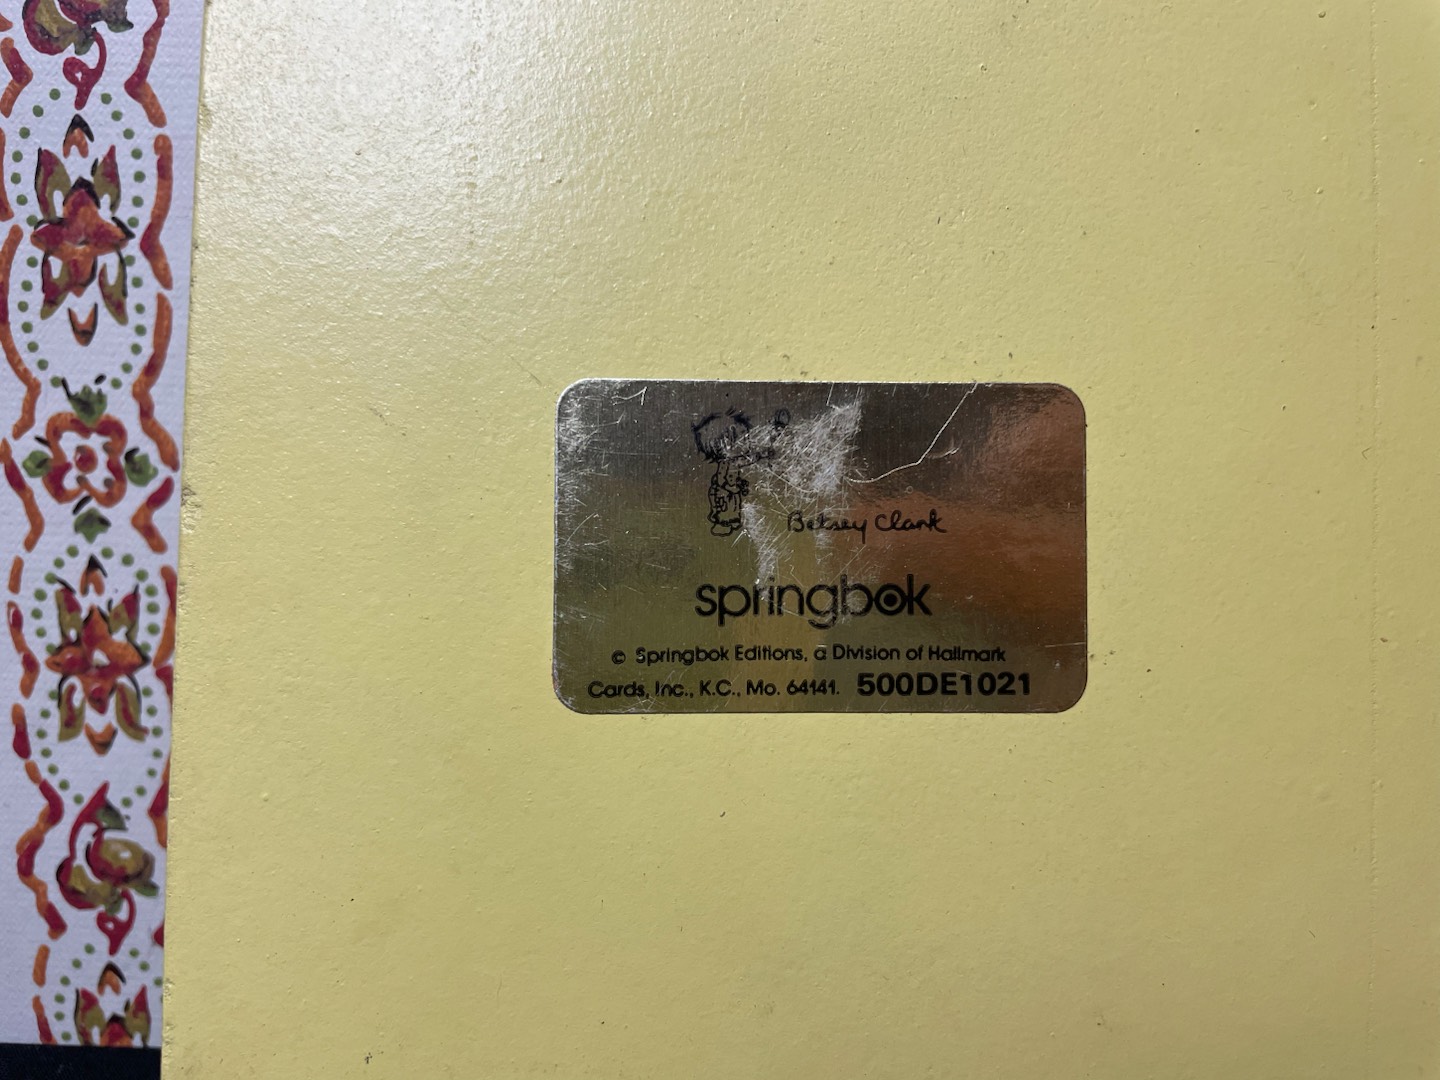 Betsey Clark
springbok
© Springbok Editions, a Division of Hallmark
Cards, Inc., K.C., Mo. 64141. 500DE1021